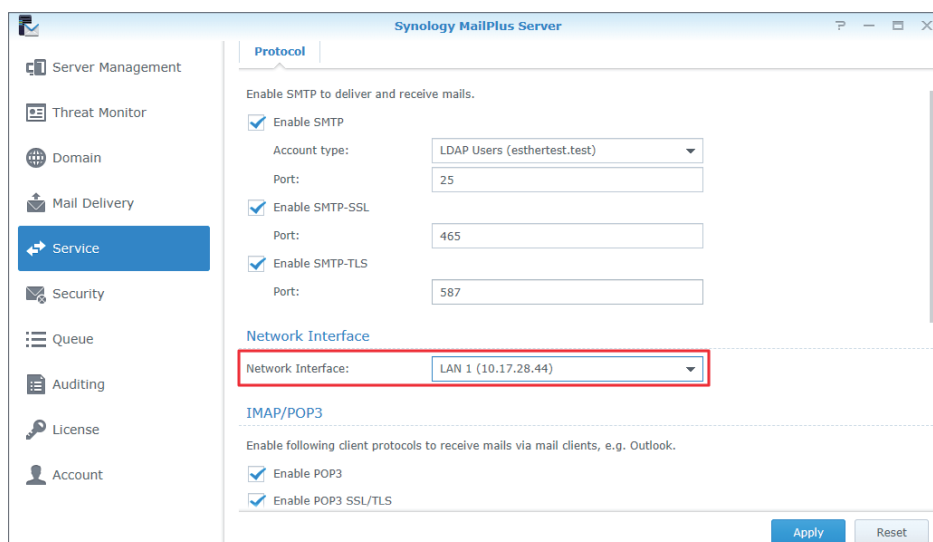 Synology MailPlus Server
Server Management
Threat Monitor
Domain
Mail Delivery
Service
Security
Queue
Auditing
License
Account
Protocol
Enable SMTP to deliver and receive mails.
Enable SMTP
Account type: LDAP Users (esthertest.test)
Port: 25
Enable SMTP-SSL
Port: 465
Enable SMTP-TLS
Port: 587
Network Interface
Network Interface: LAN 1 (10.17.28.44)
IMAP/POP3
Enable following client protocols to receive mails via mail clients, e.g. Outlook.
Enable POP3
Enable POP3 SSL/TLS
Apply Reset